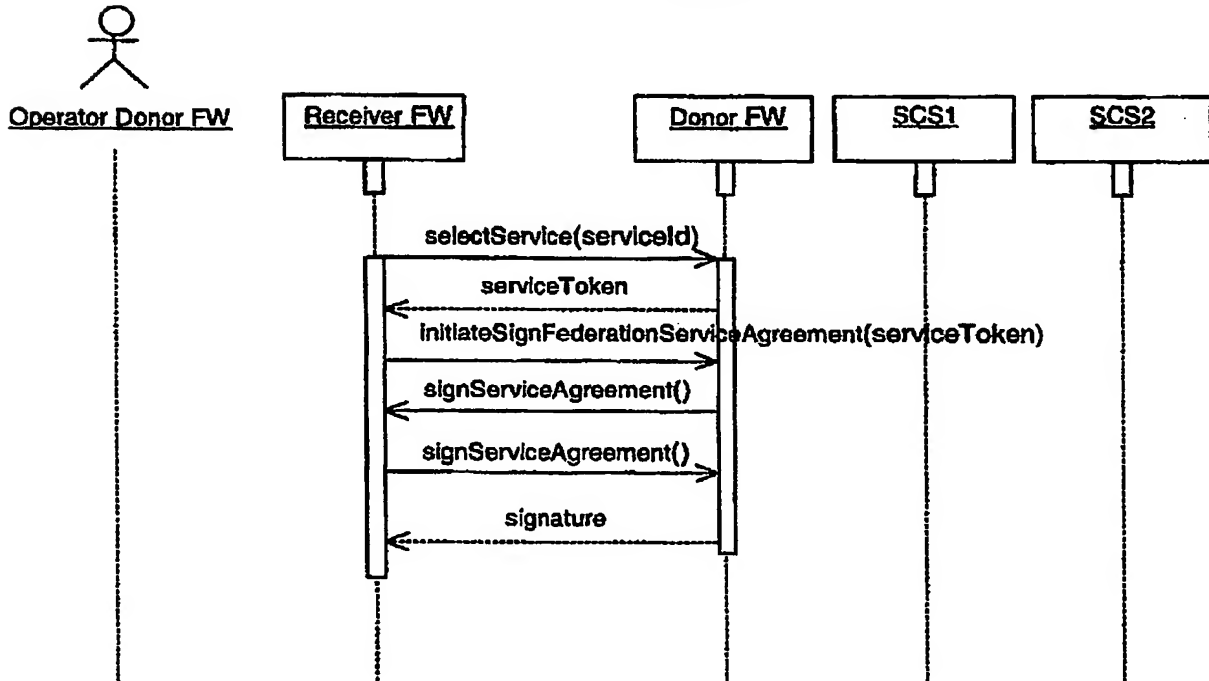 Operator Donor FW
Receiver FW
Donor FW
SCS1
SCS2
selectService(serviceId)
serviceToken
initiateSignFederationServiceAgreement(serviceToken)
signServiceAgreement()
signServiceAgreement()
signature